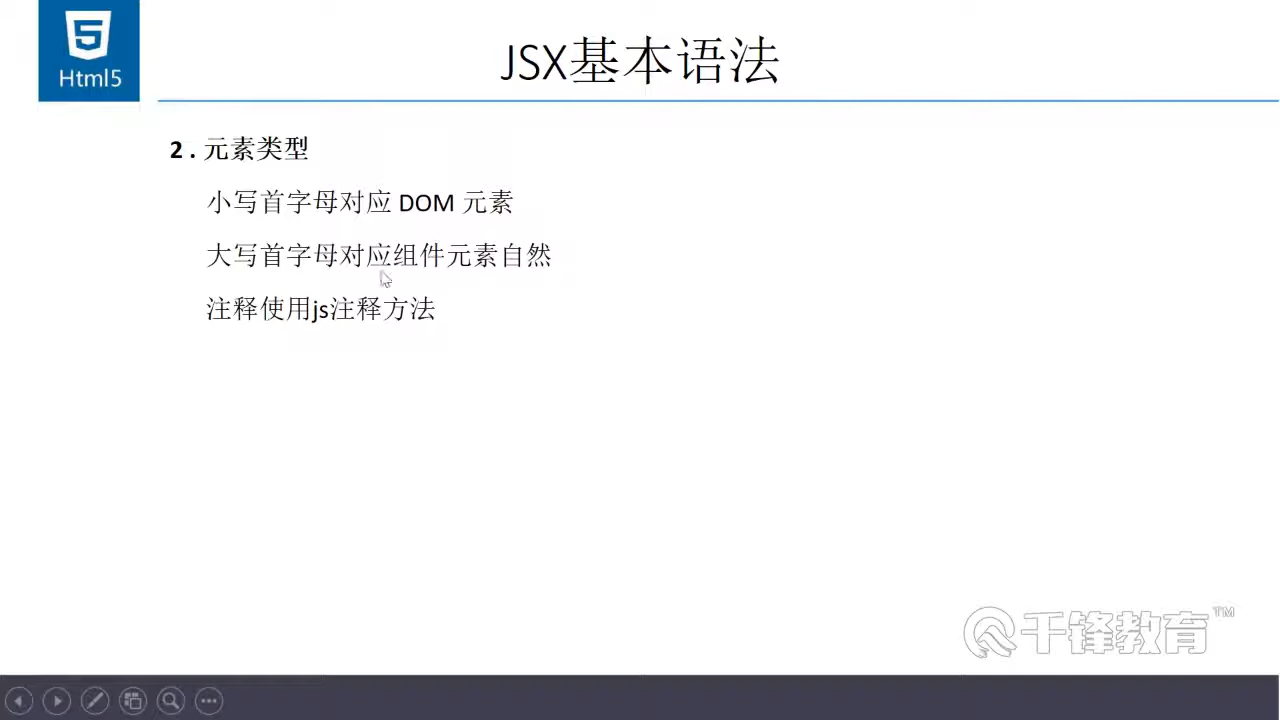 Html5
JSX基本语法
2 . 元素类型
小写首字母对应 DOM 元素
大写首字母对应组件元素自然
注释使用js注释方法
千锋教育™